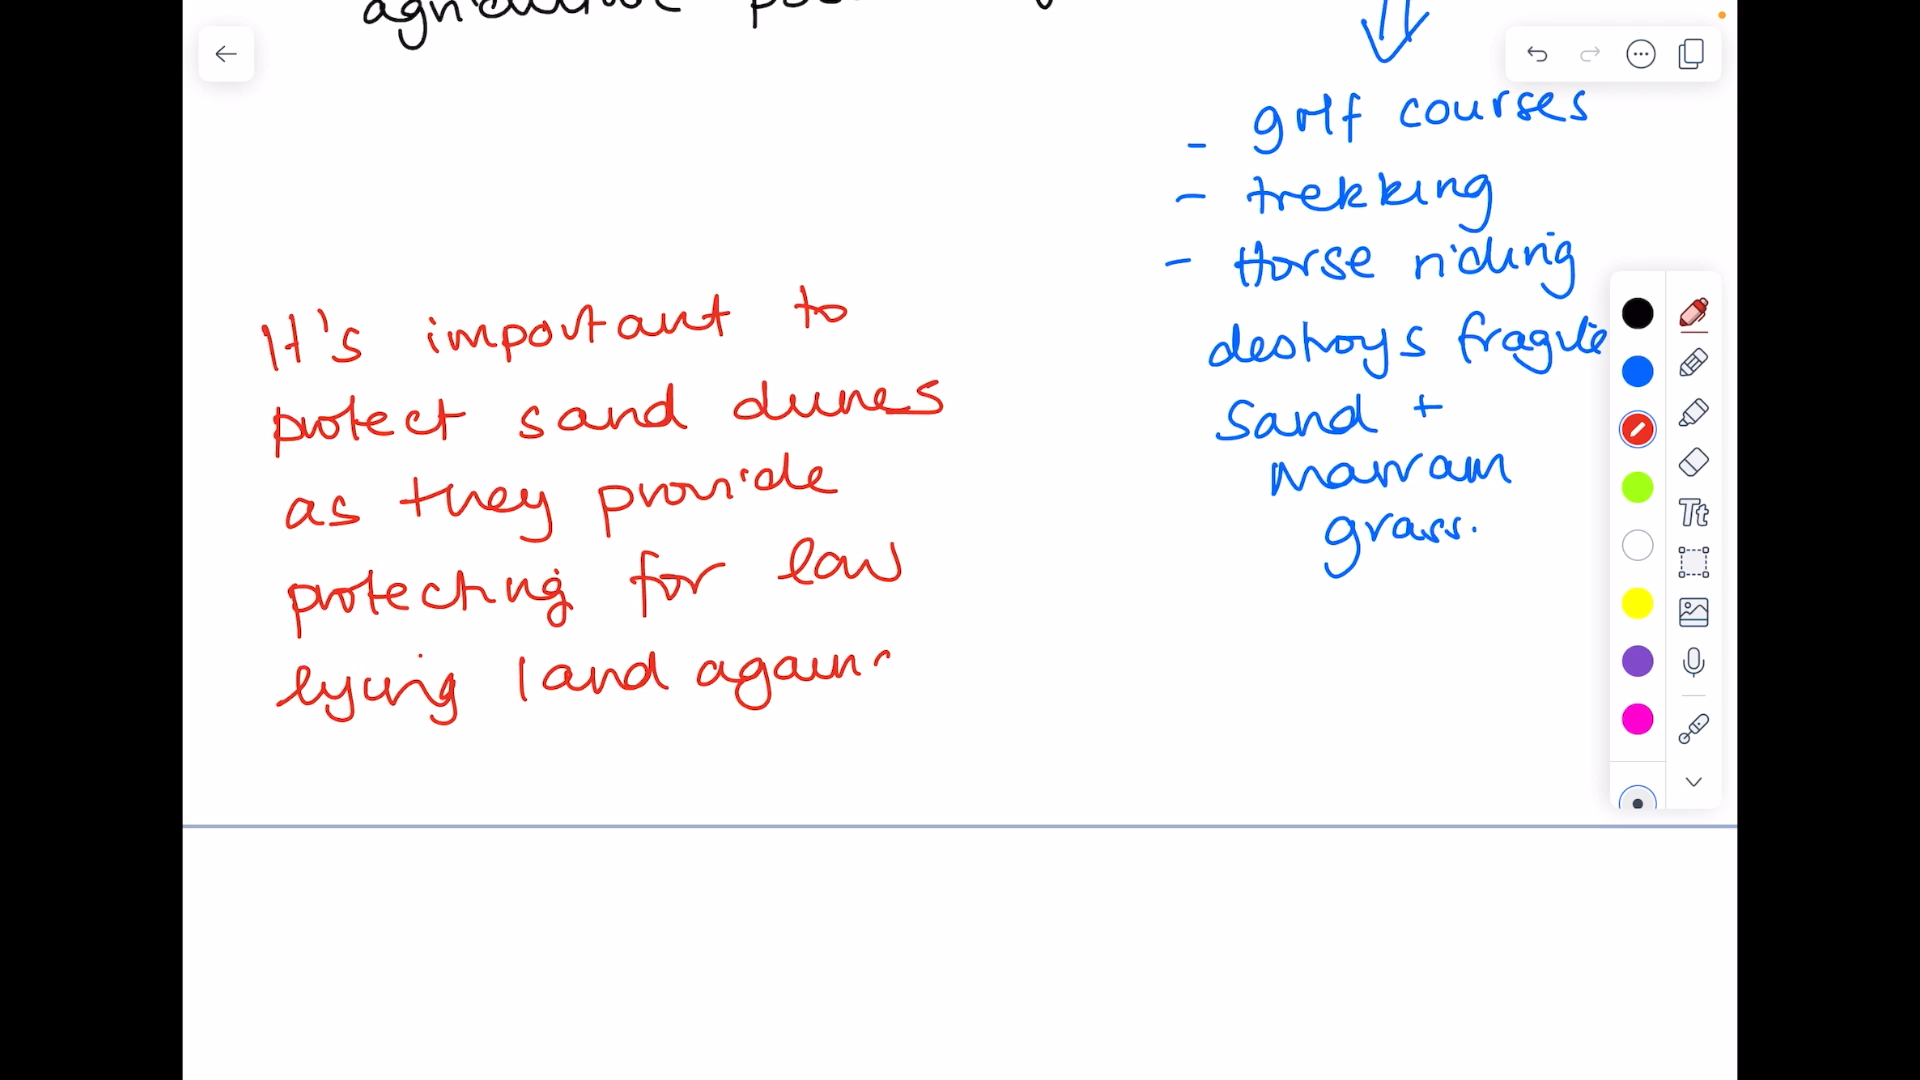 It's important to
protect sand dunes
as they provide
protecting for low
lying land again
- golf courses
- trekking
- Horse riding
destroys fragile
sand +
marram
grass.
Tt